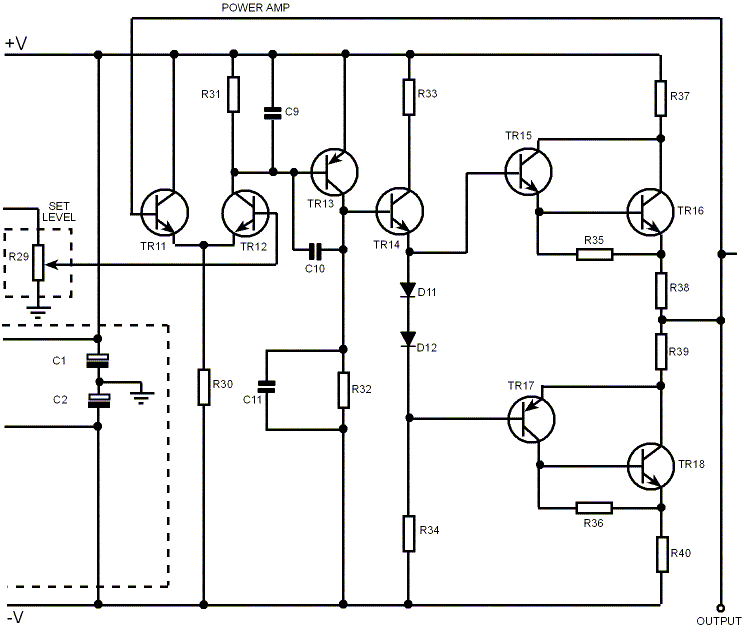 POWER AMP
+V
R31
C9
R33
R37
TR15
TR13
SET
LEVEL
TR11
TR12
TR14
TR16
R29
C10
R35
D11
R38
D12
R39
C1
C2
R30
C11
R32
TR17
TR18
R34
R36
R40
-V
OUTPUT